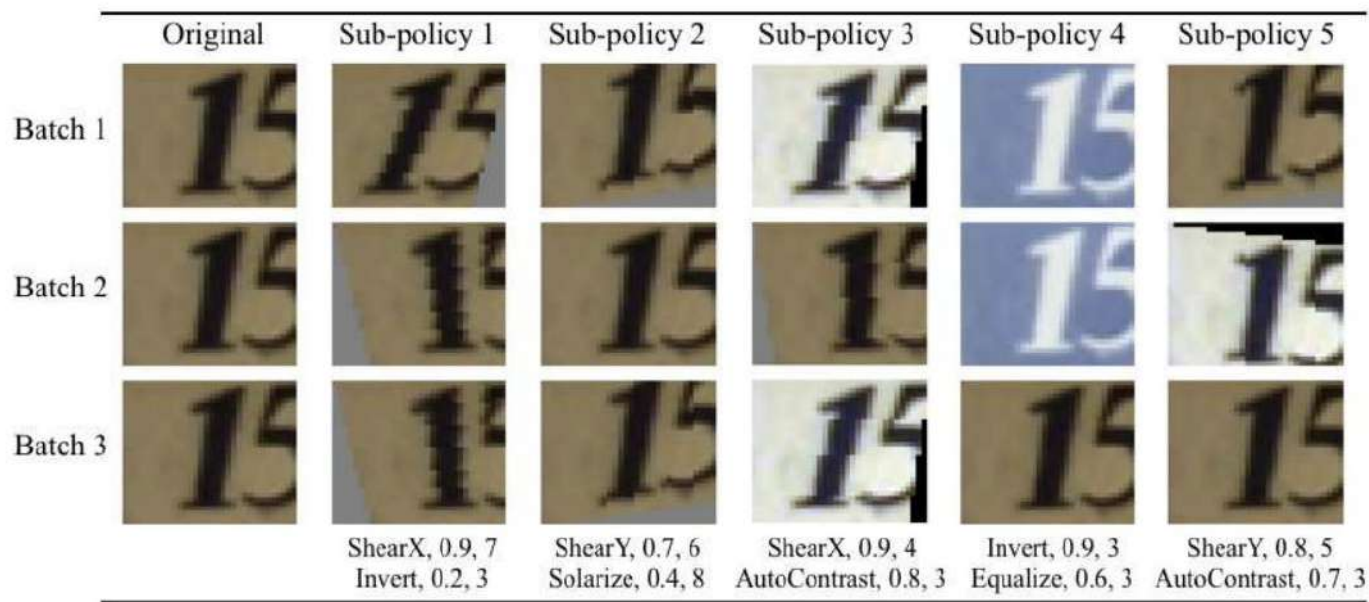 Original Sub-policy 1 Sub-policy 2 Sub-policy 3 Sub-policy 4 Sub-policy 5
Batch 1 15 15 15 15 15 15
Batch 2 15 15 15 15 15 15
Batch 3 15 15 15 15 15 15
ShearX, 0.9, 7 ShearY, 0.7, 6 ShearX, 0.9, 4 Invert, 0.9, 3 ShearY, 0.8, 5
Invert, 0.2, 3 Solarize, 0.4, 8 AutoContrast, 0.8, 3 Equalize, 0.6, 3 AutoContrast, 0.7, 3